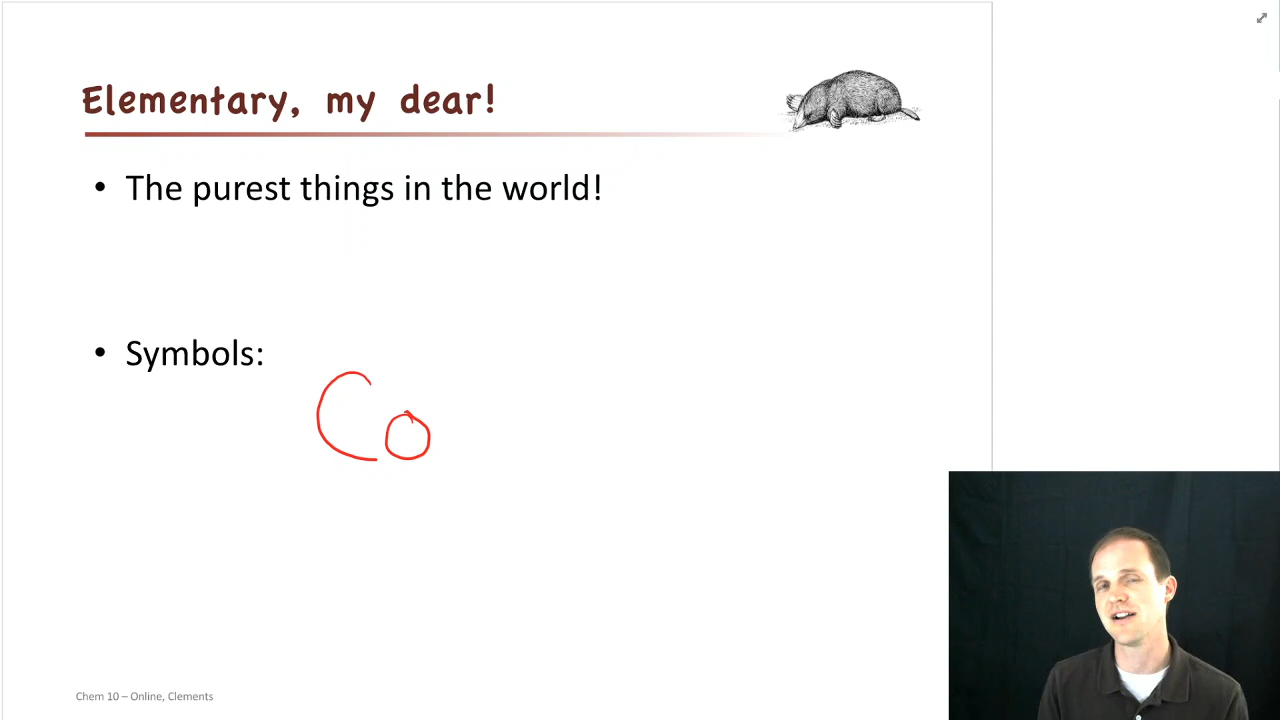 Elementary, my dear!
• The purest things in the world!
• Symbols:
Co
Chem 10 – Online, Clements